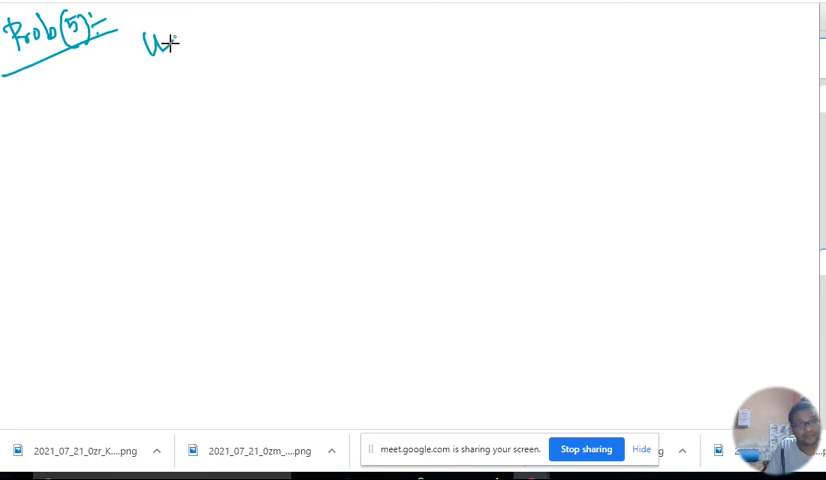 Prob(5):-
2021_07_21_0zr_K....png
2021_07_21_0zm_....png
meet.google.com is sharing your screen.
Stop sharing
Hide
g